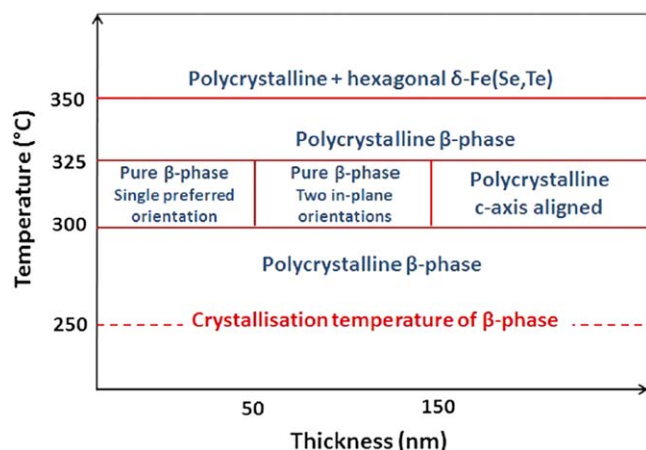 Polycrystalline + hexagonal δ-Fe(Se,Te)
350
Polycrystalline β-phase
325
Pure β-phase
Single preferred
orientation
Pure β-phase
Two in-plane
orientations
Polycrystalline
c-axis aligned
300
Polycrystalline β-phase
250
Crystallisation temperature of β-phase
Temperature (°C)
50
150
Thickness (nm)